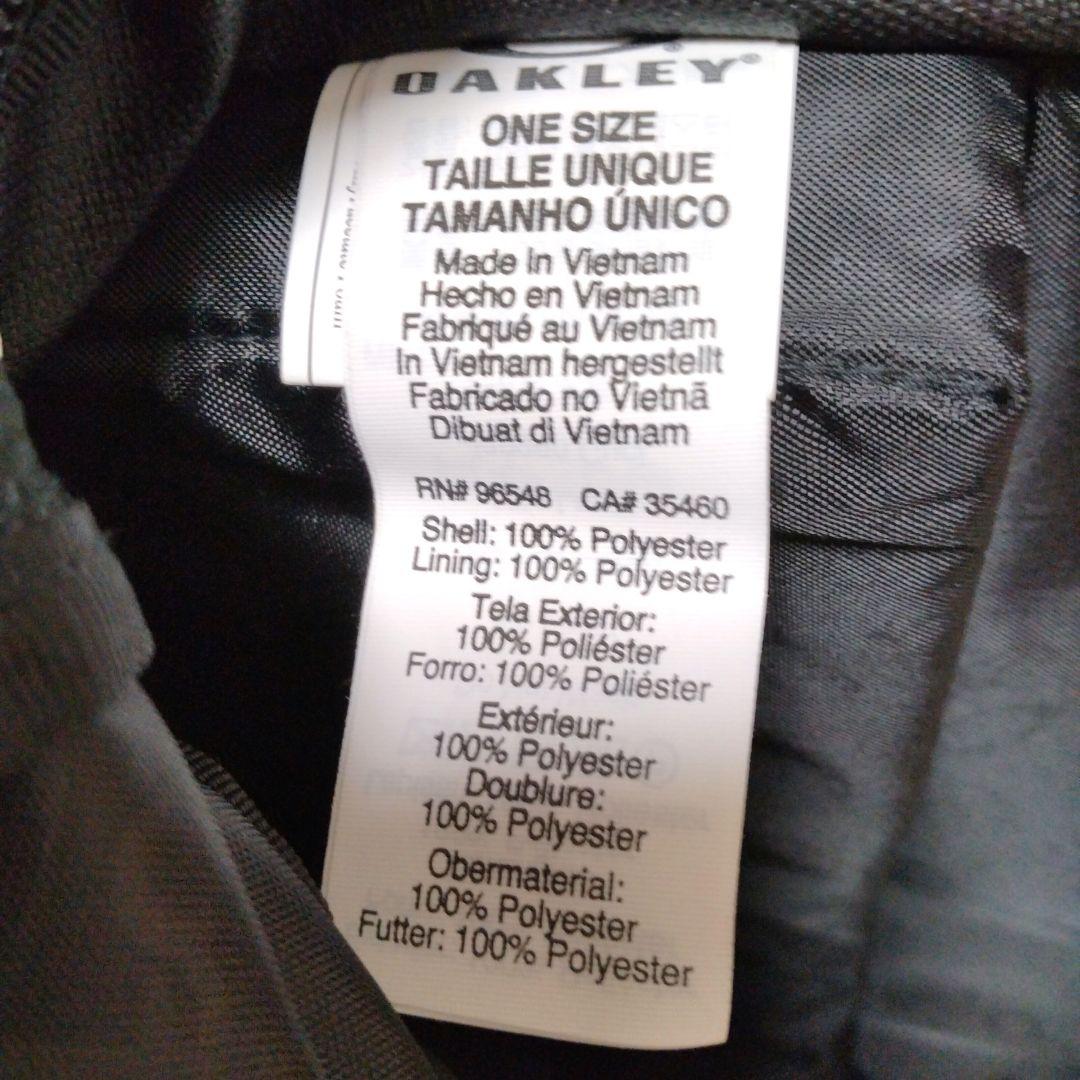 OAKLEY®
ONE SIZE
TAILLE UNIQUE
TAMANHO ÚNICO
Made In Vietnam
Hecho en Vietnam
Fabriqué au Vietnam
In Vietnam hergestellt
Fabricado no Vietnã
Dibuat di Vietnam
RN# 96548 CA# 35460
Shell: 100% Polyester
Lining: 100% Polyester
Tela Exterior:
100% Poliéster
Forro: 100% Poliéster
Extérieur:
100% Polyester
Doublure:
100% Polyester
Obermaterial:
100% Polyester
Futter: 100% Polyester